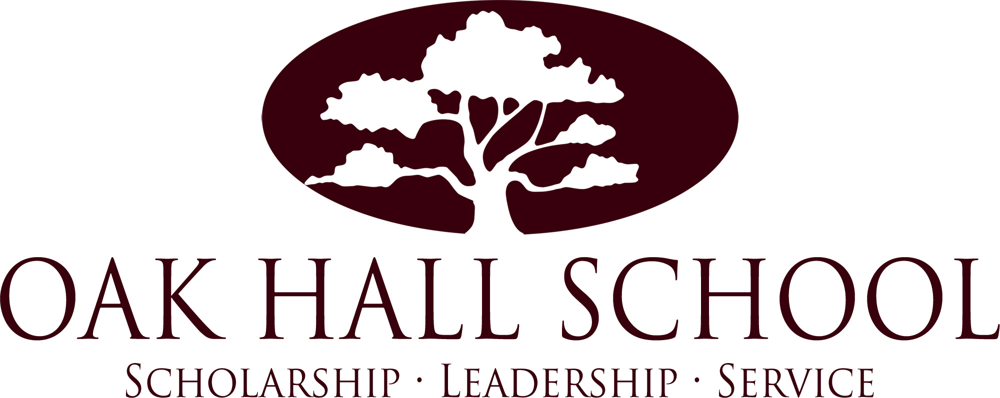 OAK HALL SCHOOL
SCHOLARSHIP · LEADERSHIP · SERVICE